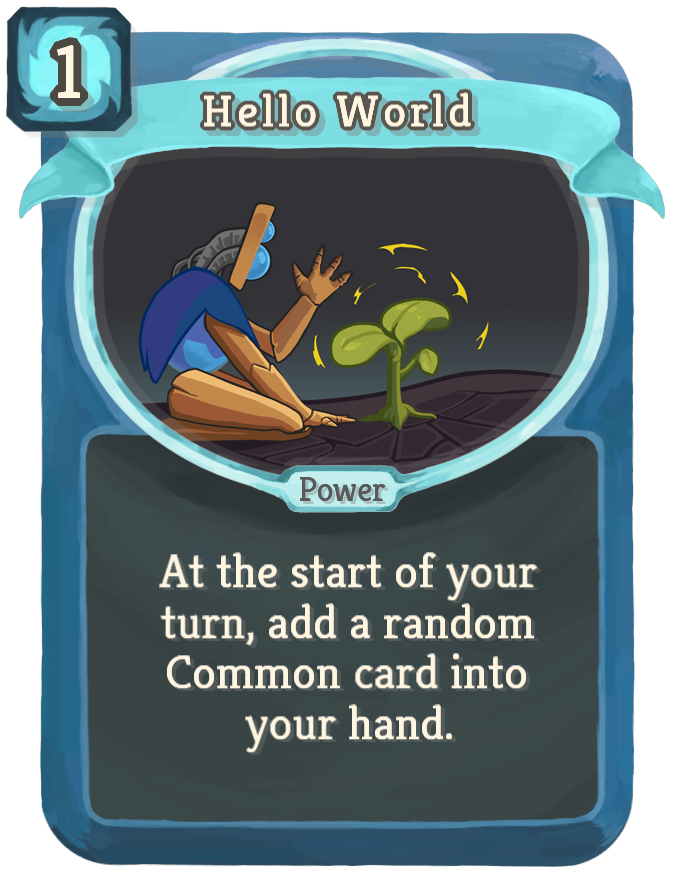 1
Hello World
Power
At the start of your
turn, add a random
Common card into
your hand.